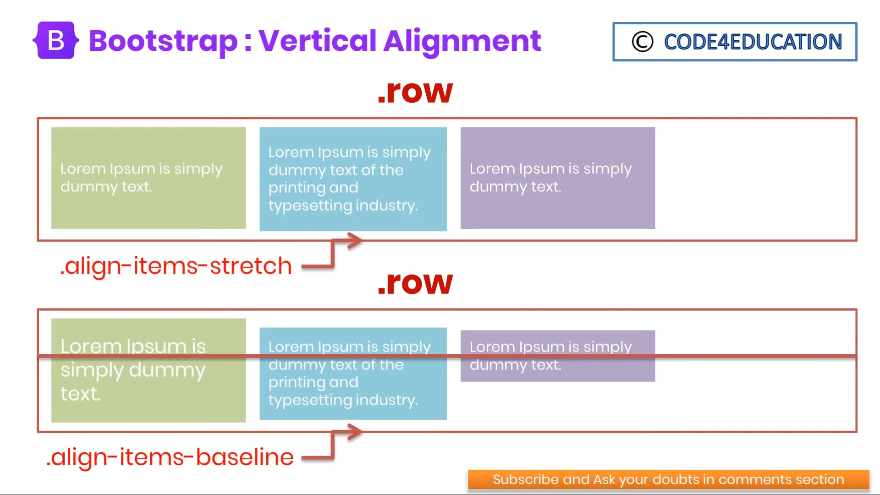 B Bootstrap : Vertical Alignment
© CODE4EDUCATION
.row
Lorem Ipsum is simply
dummy text.
Lorem Ipsum is simply
dummy text of the
printing and
typesetting industry.
Lorem Ipsum is simply
dummy text.
.align-items-stretch
.row
Lorem Ipsum is
simply dummy
text.
Lorem Ipsum is simply
dummy text of the
printing and
typesetting industry.
Lorem Ipsum is simply
dummy text.
.align-items-baseline
Subscribe and Ask your doubts in comments section